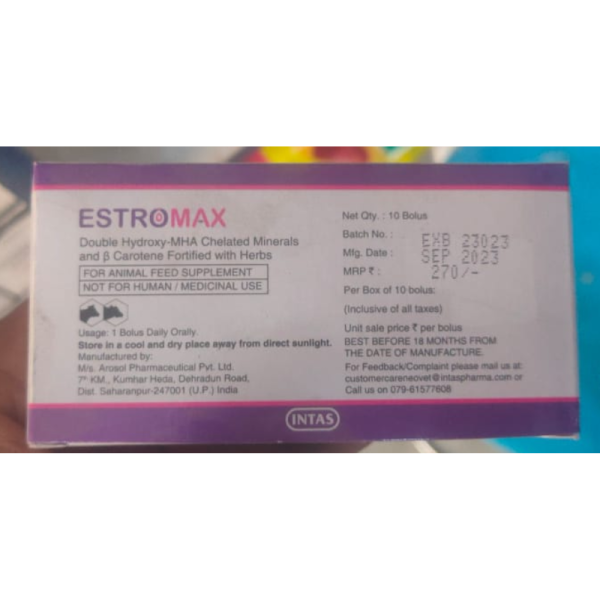 ESTROMAX
Double Hydroxy-MHA Chelated Minerals
and β Carotene Fortified with Herbs
FOR ANIMAL FEED SUPPLEMENT
NOT FOR HUMAN / MEDICINAL USE
Usage: 1 Bolus Daily Orally.
Store in a cool and dry place away from direct sunlight.
Manufactured by:
M/s. Arosol Pharmaceutical Pvt. Ltd.
7th KM., Kumhar Heda, Dehradun Road,
Dist. Saharanpur-247001 (U.P.) India
Net Qty. : 10 Bolus
Batch No. : EXB 23023
Mfg. Date : SEP 2023
MRP ₹ : 270/-
Per Box of 10 bolus:
(Inclusive of all taxes)
Unit sale price ₹ per bolus
BEST BEFORE 18 MONTHS FROM
THE DATE OF MANUFACTURE.
For Feedback/Complaint please mail us at:
customercareneovet@intaspharma.com or
Call us on 079-61577608
INTAS